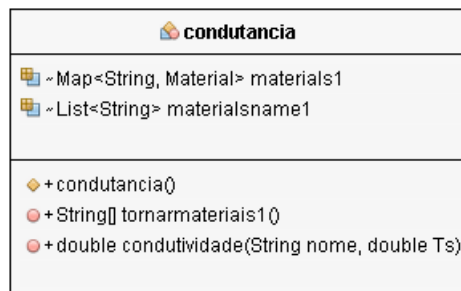 condutancia
~Map<String, Material> materials1
~List<String> materialsname1
+condutancia()
+String[] tornarmateriais1()
+double condutividade(String nome, double Ts)